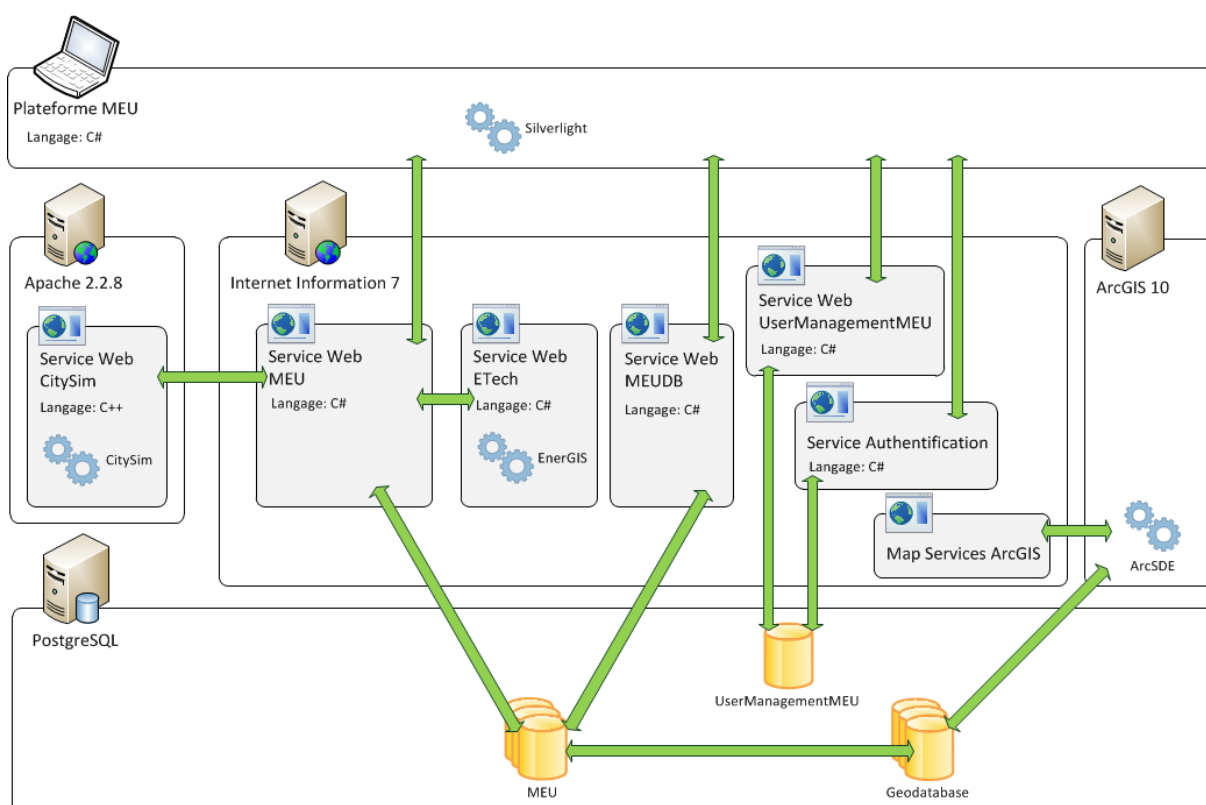 Plateforme MEU
Langage: C#
Silverlight
Apache 2.2.8
Internet Information 7
ArcGIS 10
Service Web
CitySim
Langage: C++
CitySim
Service Web
MEU
Langage: C#
Service Web
ETech
Langage: C#
EnerGIS
Service Web
MEUDB
Langage: C#
Service Web
UserManagementMEU
Langage: C#
Service Authentification
Langage: C#
Map Services ArcGIS
ArcSDE
PostgreSQL
UserManagementMEU
MEU
Geodatabase